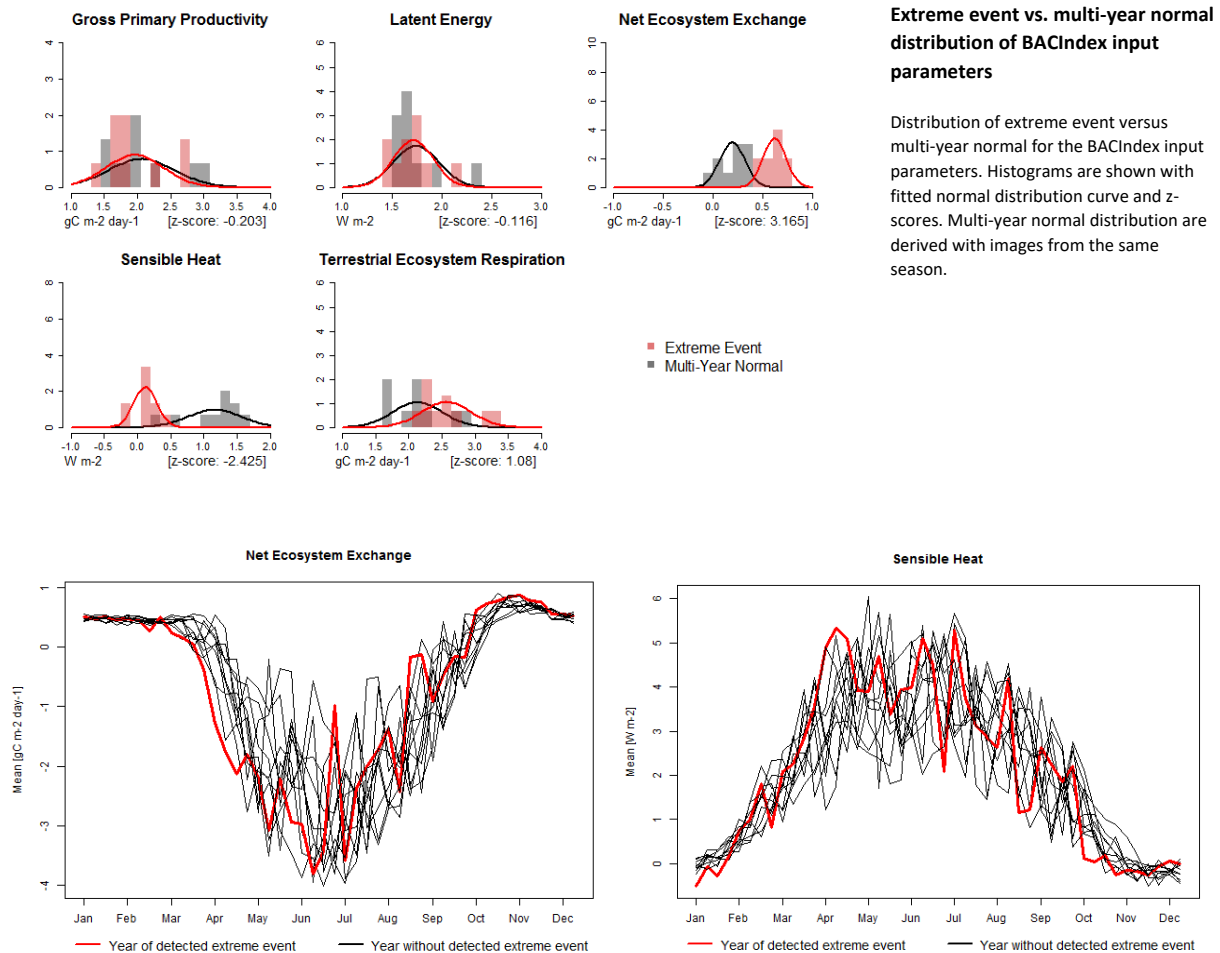 Gross Primary Productivity
4
3
2
1
0
1.0 1.5 2.0 2.5 3.0 3.5 4.0
gC m-2 day-1 [z-score: -0.203]
Latent Energy
6
5
4
3
2
1
0
1.0 1.5 2.0 2.5 3.0
W m-2 [z-score: -0.116]
Net Ecosystem Exchange
10
8
6
4
2
0
-1.0 -0.5 0.0 0.5 1.0
gC m-2 day-1 [z-score: 3.165]
Extreme event vs. multi-year normal
distribution of BACIndex input
parameters
Distribution of extreme event versus
multi-year normal for the BACIndex input
parameters. Histograms are shown with
fitted normal distribution curve and z-
scores. Multi-year normal distribution are
derived with images from the same
season.
Sensible Heat
8
6
4
2
0
-1.0 -0.5 0.0 0.5 1.0 1.5 2.0
W m-2 [z-score: -2.425]
Terrestrial Ecosystem Respiration
6
5
4
3
2
1
0
1.0 1.5 2.0 2.5 3.0 3.5 4.0
gC m-2 day-1 [z-score: 1.08]
Extreme Event
Multi-Year Normal
Net Ecosystem Exchange
Mean [gC m-2 day-1]
1
0
-1
-2
-3
-4
Jan Feb Mar Apr May Jun Jul Aug Sep Oct Nov Dec
Year of detected extreme event Year without detected extreme event
Sensible Heat
Mean [W m-2]
6
5
4
3
2
1
0
Jan Feb Mar Apr May Jun Jul Aug Sep Oct Nov Dec
Year of detected extreme event Year without detected extreme event